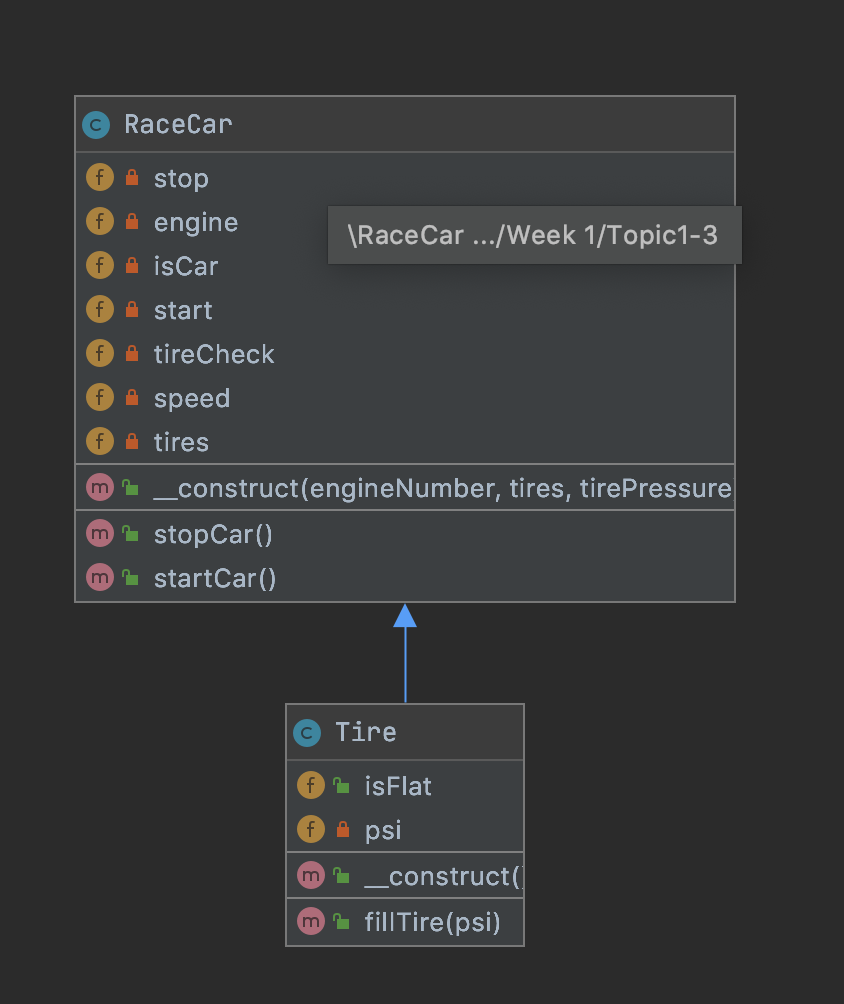 C RaceCar
f stop
f engine
\RaceCar .../Week 1/Topic1-3
f isCar
f start
f tireCheck
f speed
f tires
m __construct(engineNumber, tires, tirePressure
m stopCar()
m startCar()
C Tire
f isFlat
f psi
m __construct()
m fillTire(psi)